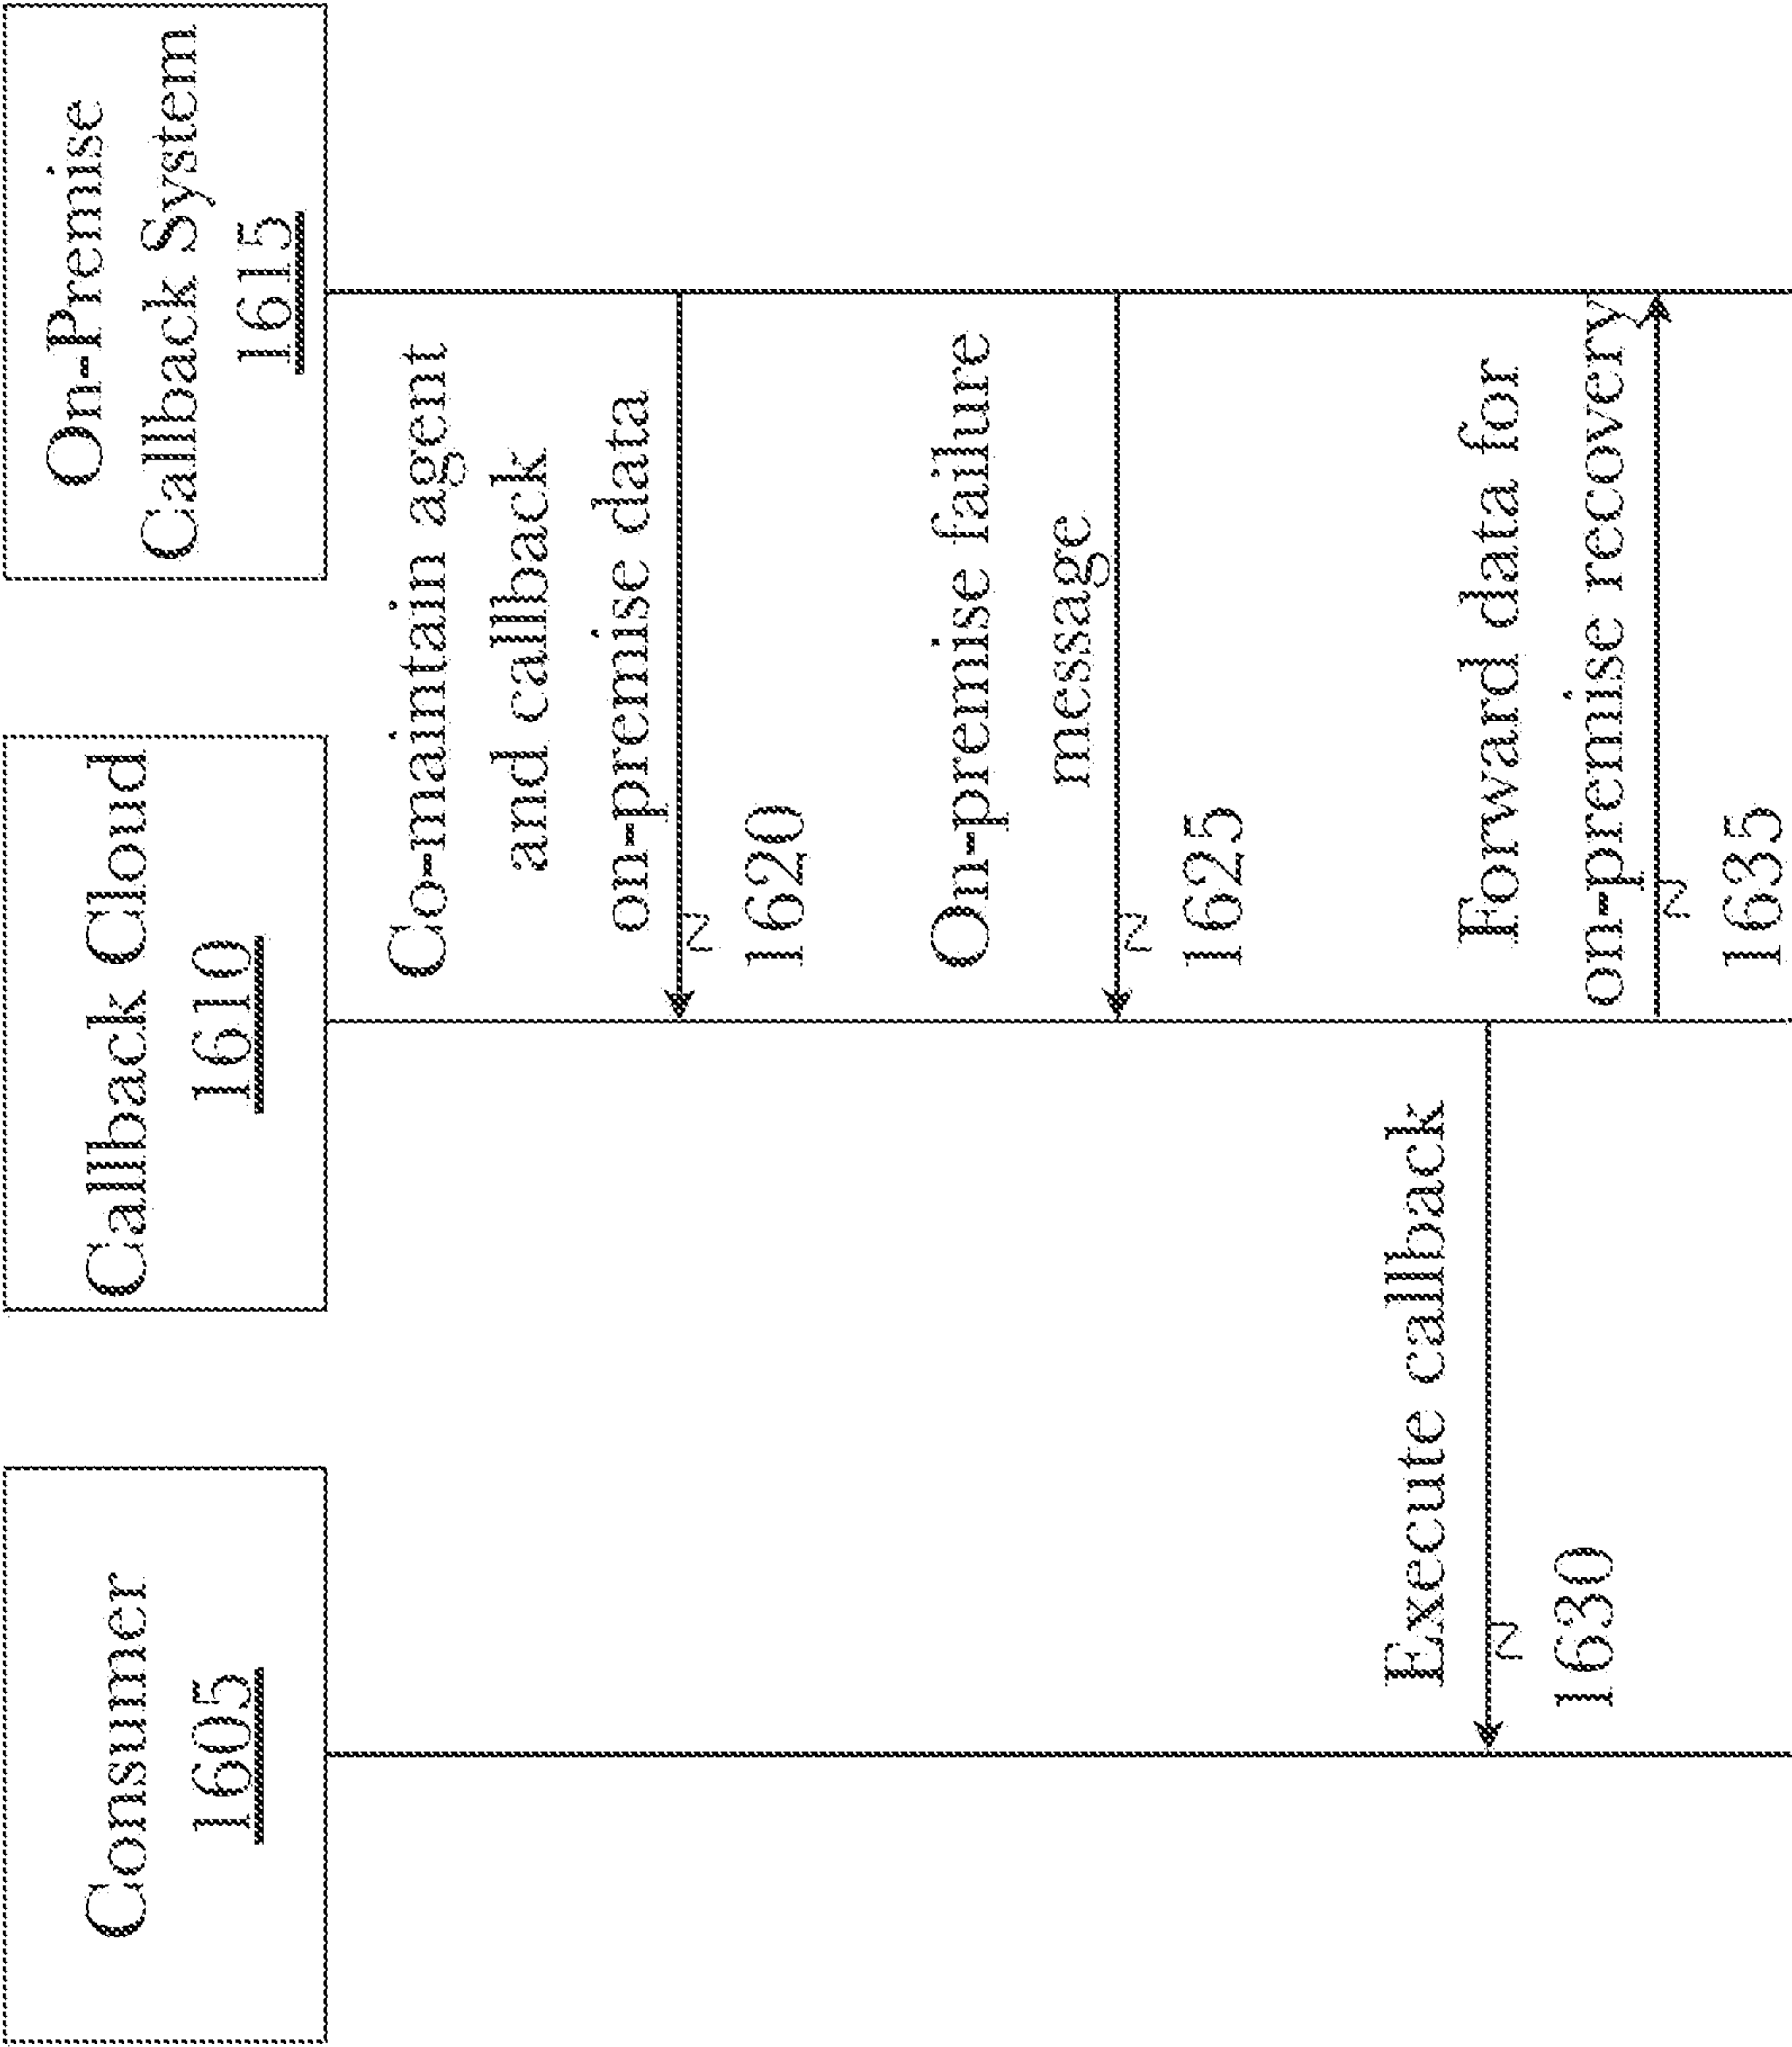 Consumer
1605
Callback Cloud
1610
On-Premise
Callback System
1615
Co-maintain agent
and callback
on-premise data
1620
On-premise failure
message
1625
Execute callback
1630
Forward data for
on-premise recovery
1635